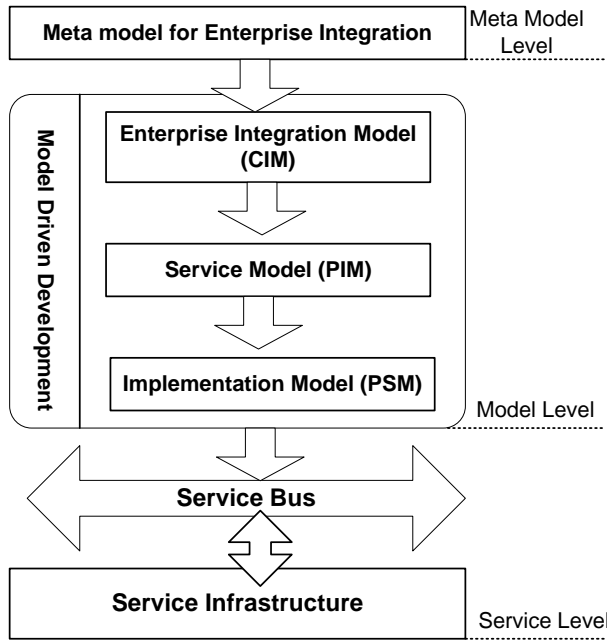 Meta model for Enterprise Integration
Meta Model
Level
Model Driven Development
Enterprise Integration Model
(CIM)
Service Model (PIM)
Implementation Model (PSM)
Model Level
Service Bus
Service Infrastructure
Service Level